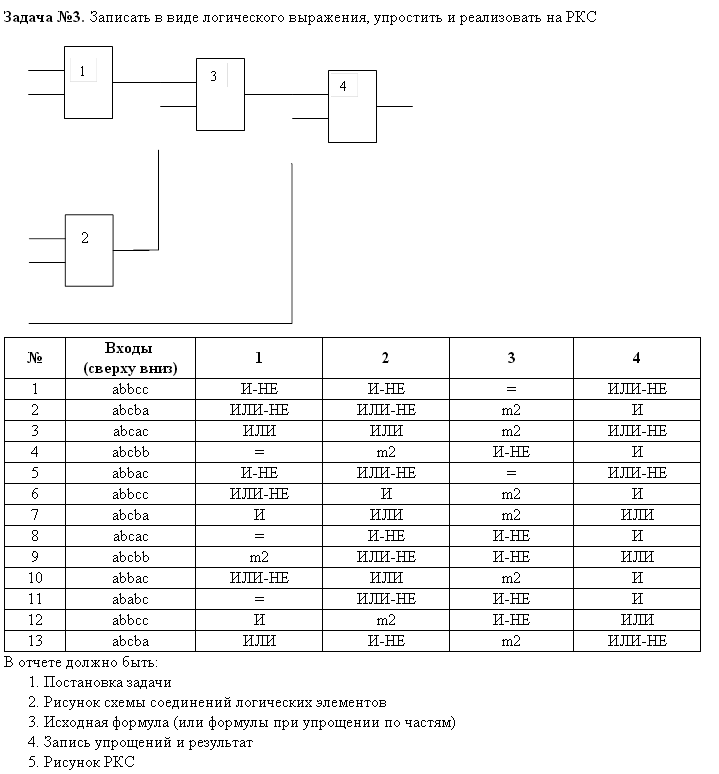 Задача №3. Записать в виде логического выражения, упростить и реализовать на РКС
1
3
4
2
№ Входы (сверху вниз) 1 2 3 4
1 abbcc И-НЕ И-НЕ = ИЛИ-НЕ
2 abcba ИЛИ-НЕ ИЛИ-НЕ m2 И
3 abcac ИЛИ ИЛИ m2 ИЛИ-НЕ
4 abcbb = m2 И-НЕ И
5 abbac И-НЕ ИЛИ-НЕ = ИЛИ-НЕ
6 abbcc ИЛИ-НЕ И m2 И
7 abcba И ИЛИ m2 ИЛИ
8 abcac = И-НЕ И-НЕ И
9 abcbb m2 ИЛИ-НЕ И-НЕ ИЛИ
10 abbac ИЛИ-НЕ ИЛИ m2 И
11 ababc = ИЛИ-НЕ И-НЕ И
12 abbcc И m2 И-НЕ ИЛИ
13 abcba ИЛИ И-НЕ m2 ИЛИ-НЕ
В отчете должно быть:
1. Постановка задачи
2. Рисунок схемы соединений логических элементов
3. Исходная формула (или формулы при упрощении по частям)
4. Запись упрощений и результат
5. Рисунок РКС